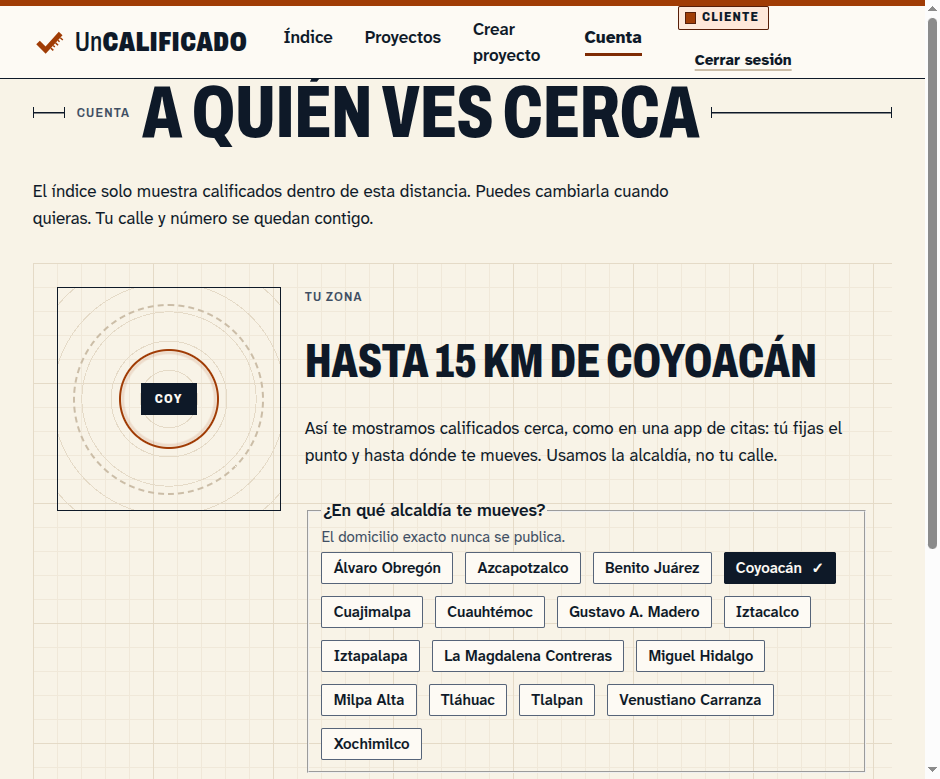 UnCALIFICADO
Índice
Proyectos
Crear
proyecto
Cuenta
CLIENTE
Cerrar sesión
CUENTA
A QUIÉN VES CERCA
El índice solo muestra calificados dentro de esta distancia. Puedes cambiarla cuando
quieras. Tu calle y número se quedan contigo.
COY
TU ZONA
HASTA 15 KM DE COYOACÁN
Así te mostramos calificados cerca, como en una app de citas: tú fijas el
punto y hasta dónde te mueves. Usamos la alcaldía, no tu calle.
¿En qué alcaldía te mueves?
El domicilio exacto nunca se publica.
Álvaro Obregón Azcapotzalco Benito Juárez Coyoacán ✓
Cuajimalpa Cuauhtémoc Gustavo A. Madero Iztacalco
Iztapalapa La Magdalena Contreras Miguel Hidalgo
Milpa Alta Tláhuac Tlalpan Venustiano Carranza
Xochimilco